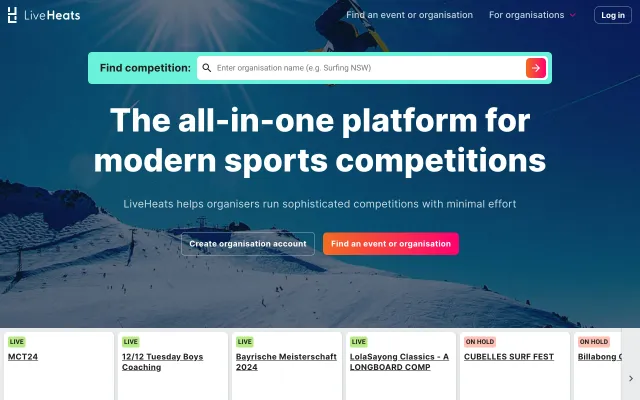 LiveHeats
Find an event or organisation
For organisations
Log in
Find competition:
Enter organisation name (e.g. Surfing NSW)
The all-in-one platform for
modern sports competitions
LiveHeats helps organisers run sophisticated competitions with minimal effort
Create organisation account
Find an event or organisation
LIVE
MCT24
LIVE
12/12 Tuesday Boys
Coaching
LIVE
Bayrische Meisterschaft
2024
LIVE
LolaSayong Classics - A
LONGBOARD COMP
ON HOLD
CUBELLES SURF FEST
ON HOLD
Billabong